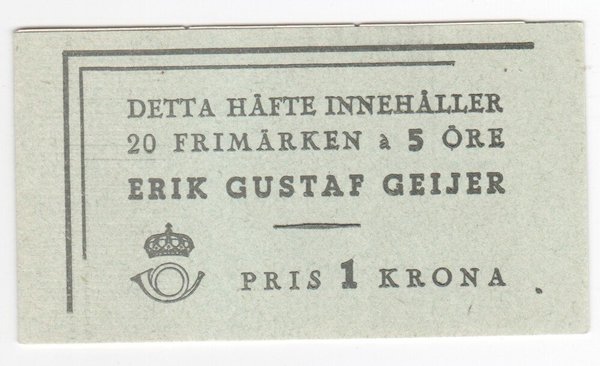 DETTA HÄFTE INNEHÅLLER
20 FRIMÄRKEN à 5 ÖRE
ERIK GUSTAF GEIJER
PRIS 1 KRONA